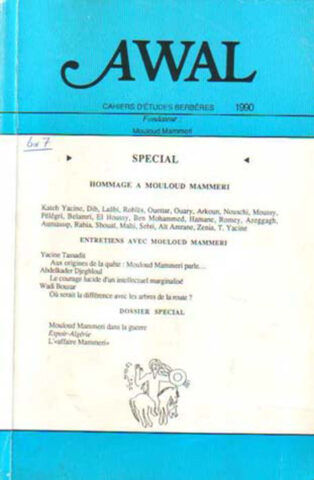 AWAL
CAHIERS D'ÉTUDES BERBÈRES 1990
Fondateur :
Mouloud Mammeri
SPECIAL
HOMMAGE A MOULOUD MAMMERI
Kateb Yacine, Dib, Laâbi, Roblès, Ouettar, Ouary, Arkoun, Nouschi, Moussy,
Pélégri, Belamri, El Houssy, Ben Mohammed, Hamane, Romey, Azeggagh,
Rabia, Shouaf, Mahi, Sebsi, Ait Amrane, Zenia, T. Yacine
ENTRETIENS AVEC MOULOUD MAMMERI
Yacine Tassadit
Aux origines de la quête : Mouloud Mammeri parle...
Abdelkader Djeghloul
Le courage lucide d'un intellectuel marginalisé
Wadi Bouzar
Où serait la différence avec les arbres de la route ?
DOSSIER SPECIAL
Mouloud Mammeri dans la guerre
Espoir-Algérie
L'«affaire Mammeri»